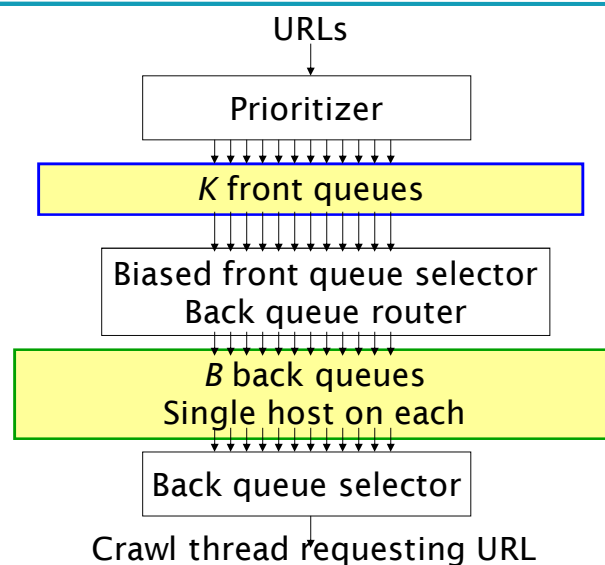 URLs
Prioritizer
K front queues
Biased front queue selector
Back queue router
B back queues
Single host on each
Back queue selector
Crawl thread requesting URL